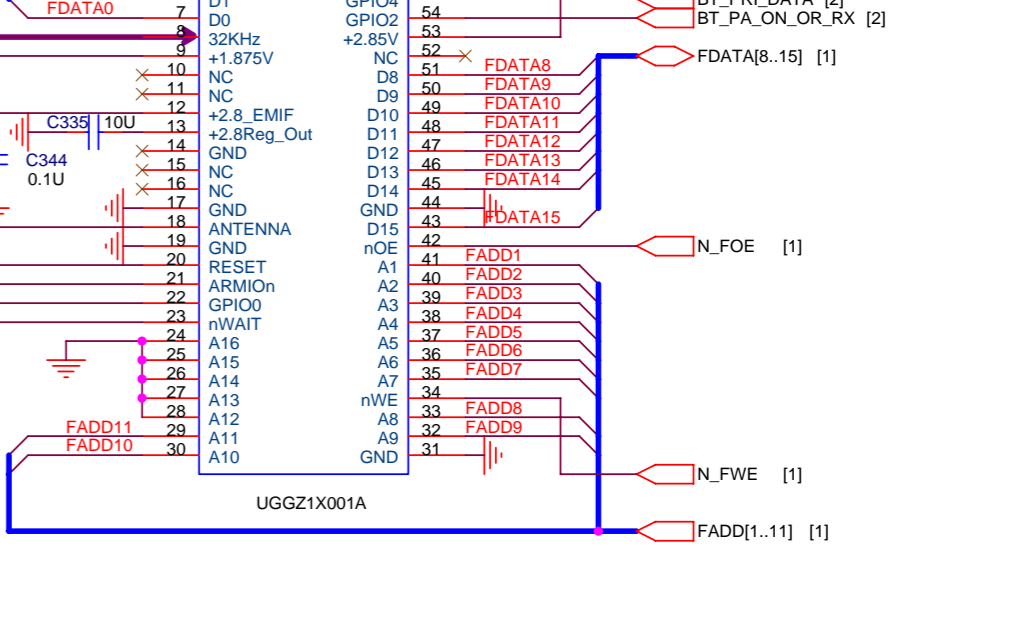 FDATA0
7
D1
D0
8
32KHz
9
+1.875V
10
NC
11
NC
12
+2.8_EMIF
13
+2.8Reg_Out
14
GND
15
NC
16
NC
17
GND
18
ANTENNA
19
GND
20
RESET
21
ARMIOn
22
GPIO0
23
nWAIT
24
A16
25
A15
26
A14
27
A13
28
A12
FADD11
29
A11
FADD10
30
A10
C335
10U
C344
0.1U
GPIO4
GPIO2
54
+2.85V
53
NC
52
D8
51
FDATA8
D9
50
FDATA9
D10
49
FDATA10
D11
48
FDATA11
D12
47
FDATA12
D13
46
FDATA13
D14
45
FDATA14
GND
44
D15
43
FDATA15
nOE
42
A1
41
FADD1
A2
40
FADD2
A3
39
FADD3
A4
38
FADD4
A5
37
FADD5
A6
36
FADD6
A7
35
FADD7
nWE
34
A8
33
FADD8
A9
32
FADD9
GND
31
UGGZ1X001A
BT_PRI_DATA [2]
BT_PA_ON_OR_RX [2]
FDATA[8..15] [1]
N_FOE [1]
N_FWE [1]
FADD[1..11] [1]